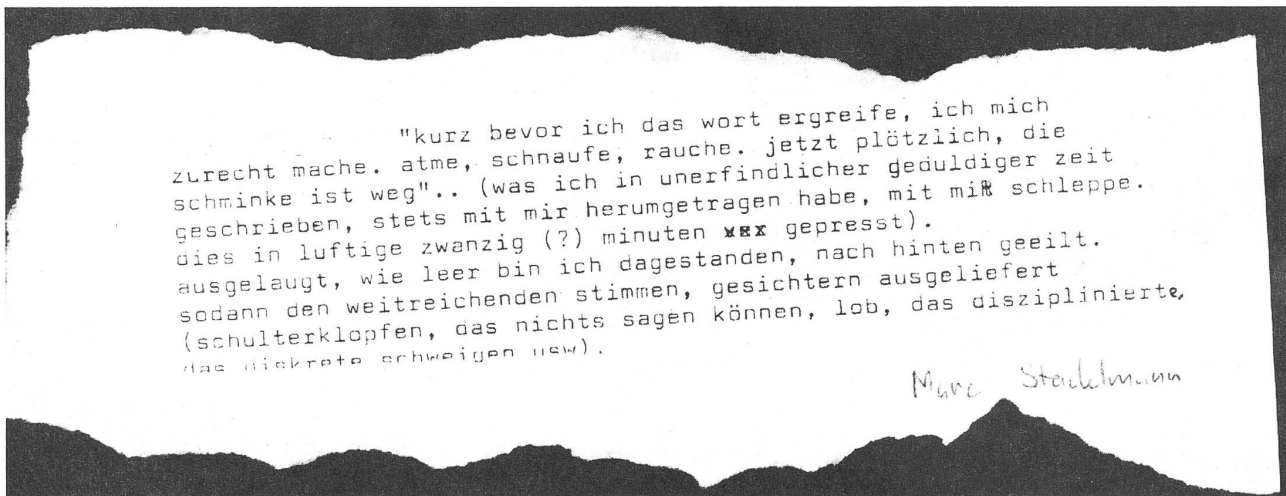 "kurz bevor ich das wort ergreife, ich mich
zurecht mache. atme, schnaufe, rauche. jetzt plötzlich, die
schminke ist weg".. (was ich in unerfindlicher geduldiger zeit
geschrieben, stets mit mir herumgetragen habe, mit mir schleppe.
dies in luftige zwanzig (?) minuten gepresst).
ausgelaugt, wie leer bin ich dagestanden, nach hinten geeilt.
sodann den weitreichenden stimmen, gesichtern ausgeliefert
(schulterklopfen, das nichts sagen können, lob, das disziplinierte,
das diskrete schweigen usw).
Marc